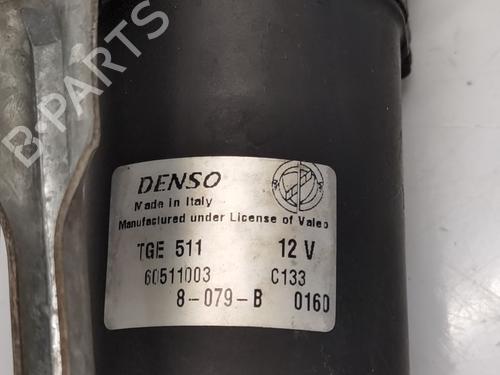 B-PARTS
DENSO
Made in Italy
Manufactured under License of Valeo
TGE 511 12 V
60511003 C133
8-079-B 0160